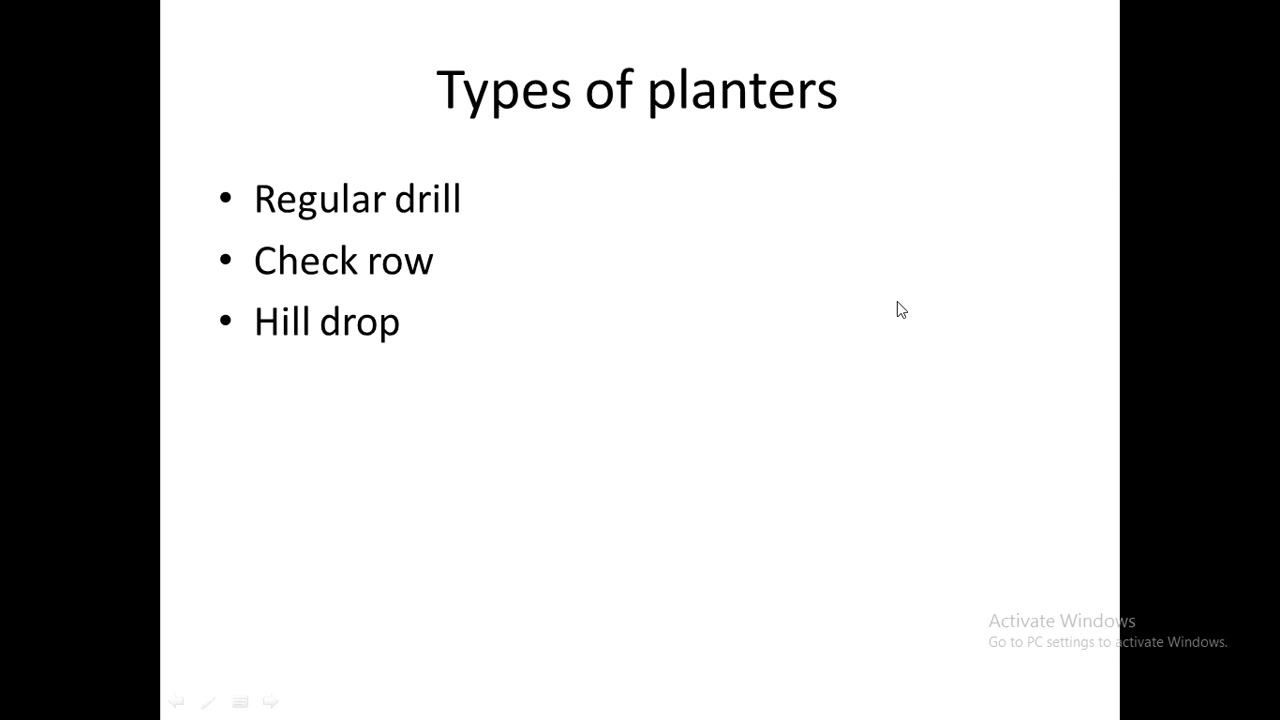 Types of planters
• Regular drill
• Check row
• Hill drop
Activate Windows
Go to PC settings to activate Windows.